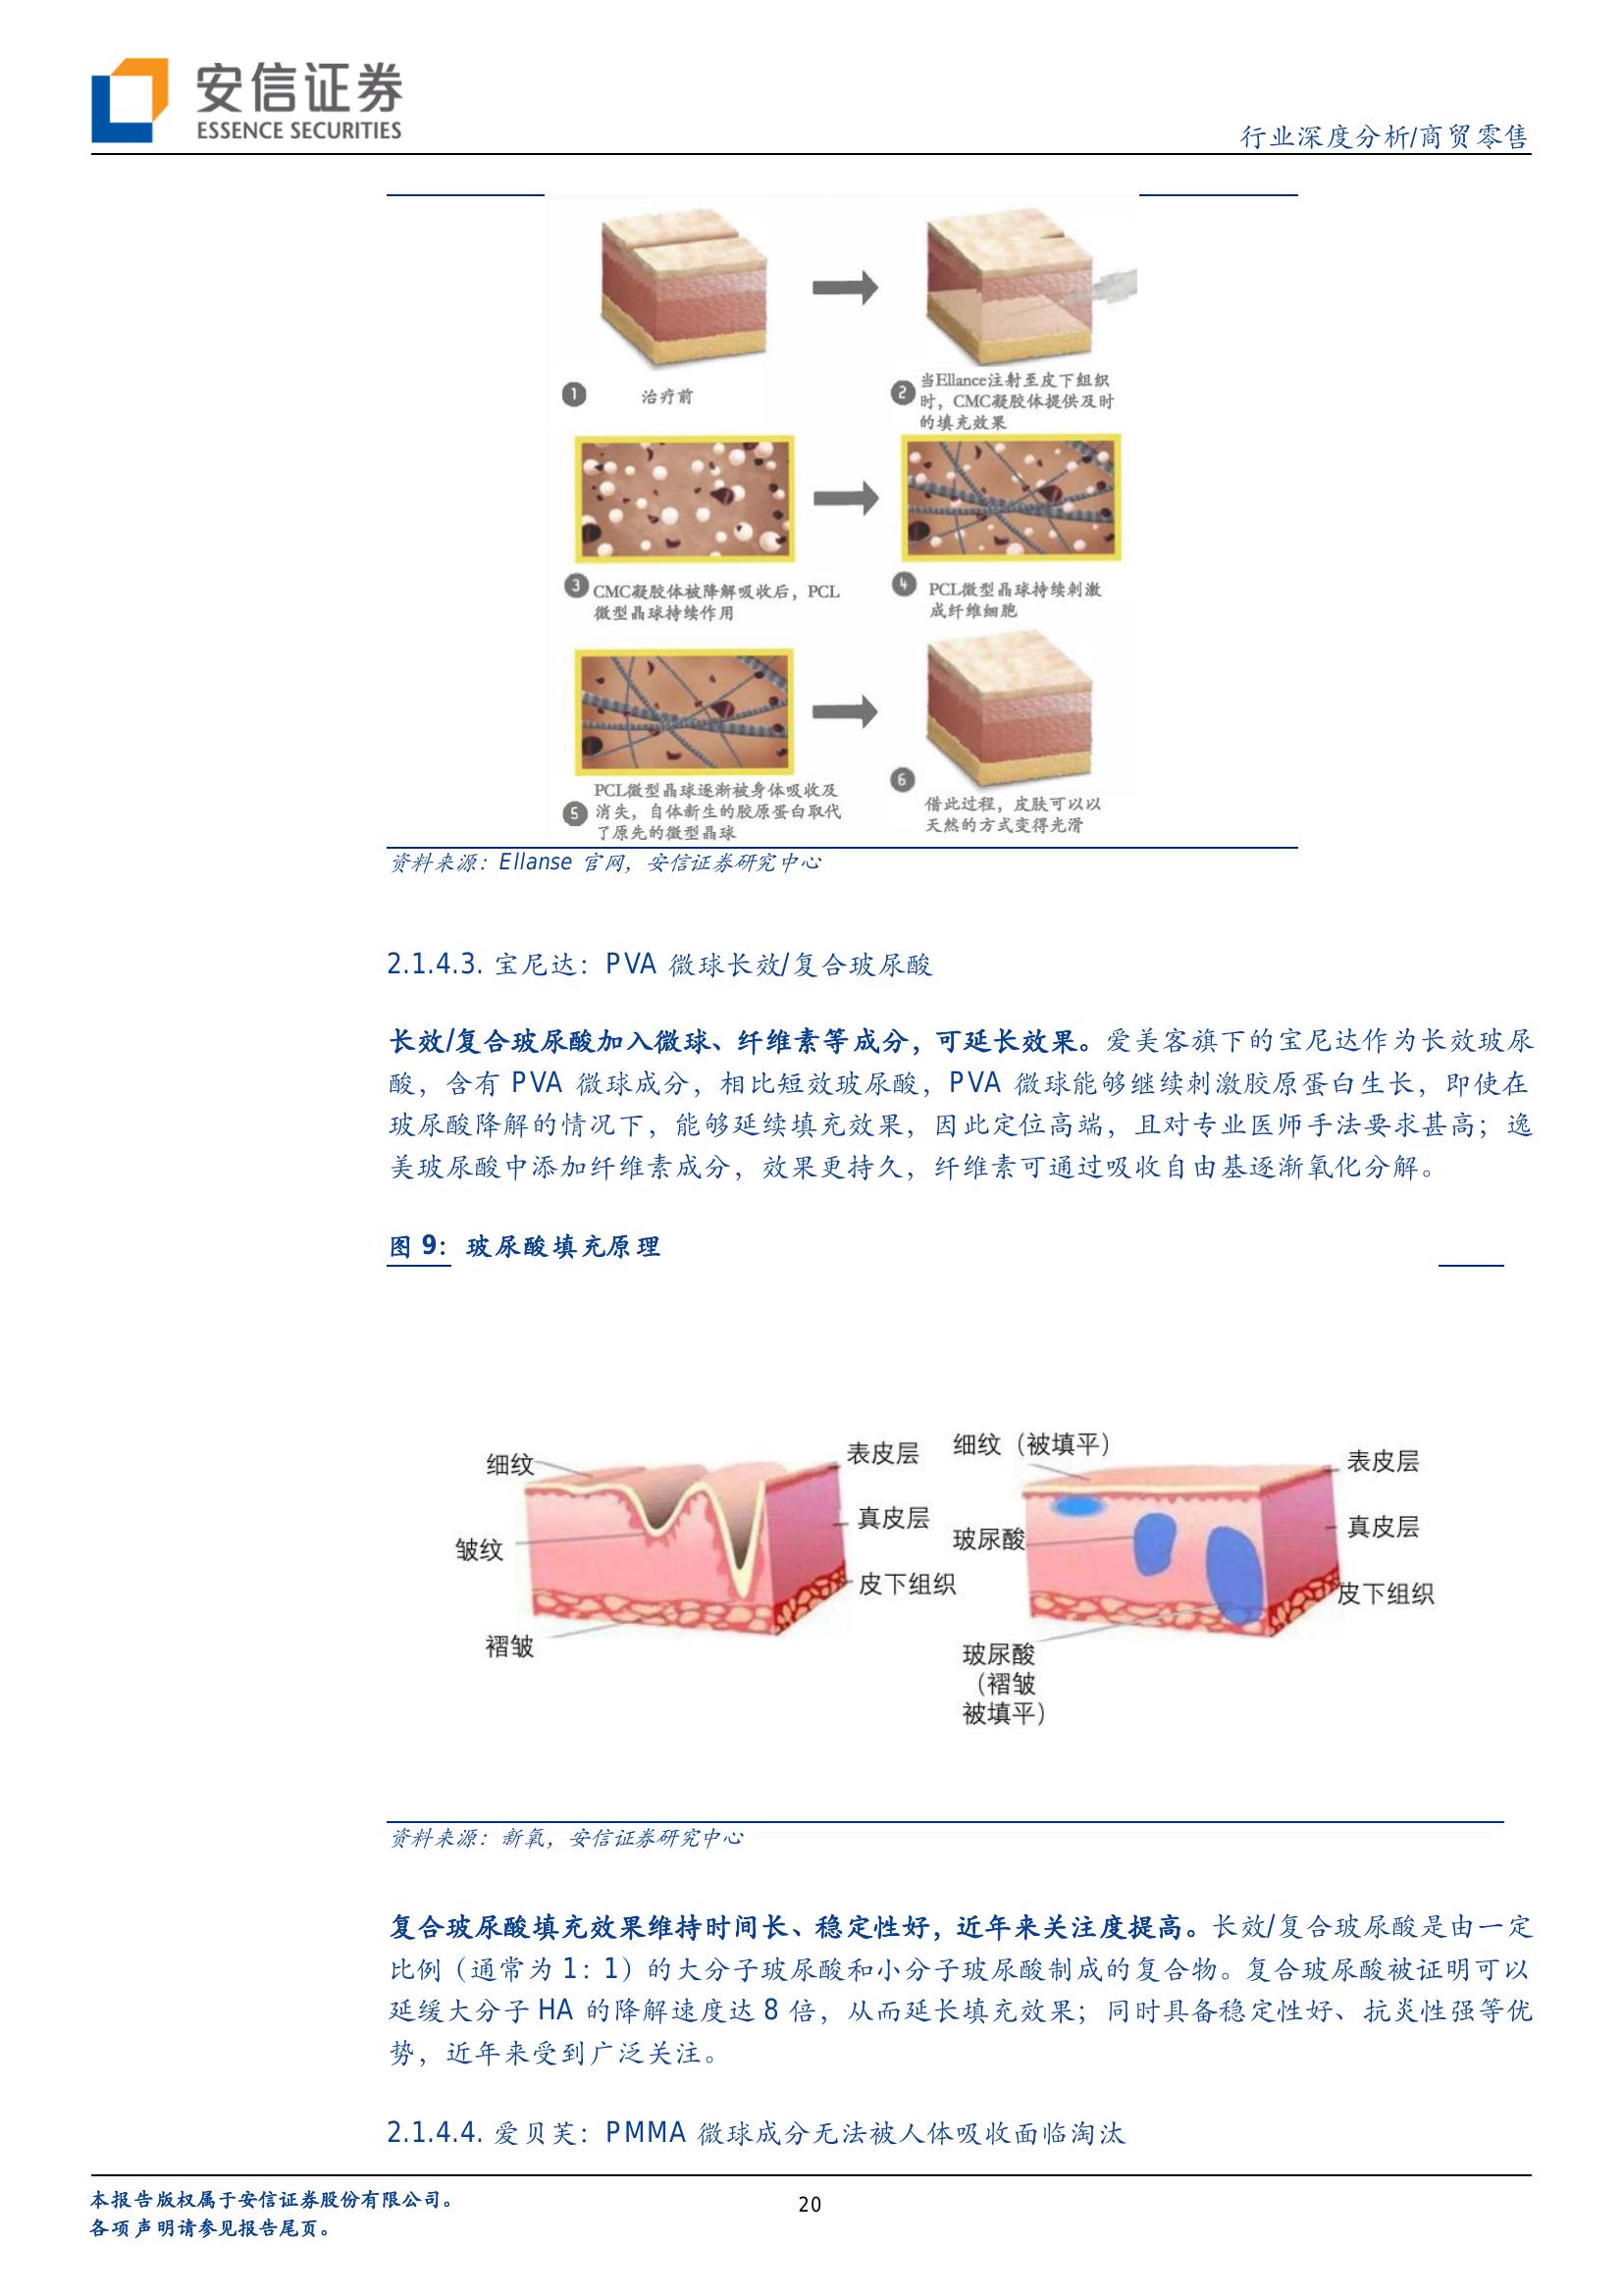 安信证券
ESSENCE SECURITIES
行业深度分析/商贸零售
1 治疗前
2 当Ellance注射至皮下组织
时，CMC凝胶体提供及时
的填充效果
3 CMC凝胶体被降解吸收后，PCL
微型晶球持续作用
4 PCL微型晶球持续刺激
成纤维细胞
5 PCL微型晶球逐渐被身体吸收及
消失，自体新生的胶原蛋白取代
了原先的微型晶球
6 借此过程，皮肤可以以
天然的方式变得光滑
资料来源：Ellanse 官网，安信证券研究中心
2.1.4.3. 宝尼达：PVA 微球长效/复合玻尿酸
长效/复合玻尿酸加入微球、纤维素等成分，可延长效果。爱美客旗下的宝尼达作为长效玻尿
酸，含有 PVA 微球成分，相比短效玻尿酸，PVA 微球能够继续刺激胶原蛋白生长，即使在
玻尿酸降解的情况下，能够延续填充效果，因此定位高端，且对专业医师手法要求甚高；逸
美玻尿酸中添加纤维素成分，效果更持久，纤维素可通过吸收自由基逐渐氧化分解。
图 9：玻尿酸填充原理
细纹
皱纹
褶皱
表皮层
真皮层
皮下组织
细纹（被填平）
玻尿酸
玻尿酸
（褶皱
被填平）
表皮层
真皮层
皮下组织
资料来源：新氧，安信证券研究中心
复合玻尿酸填充效果维持时间长、稳定性好，近年来关注度提高。长效/复合玻尿酸是由一定
比例（通常为 1：1）的大分子玻尿酸和小分子玻尿酸制成的复合物。复合玻尿酸被证明可以
延缓大分子 HA 的降解速度达 8 倍，从而延长填充效果；同时具备稳定性好、抗炎性强等优
势，近年来受到广泛关注。
2.1.4.4. 爱贝芙：PMMA 微球成分无法被人体吸收面临淘汰
本报告版权属于安信证券股份有限公司。
各项声明请参见报告尾页。
20